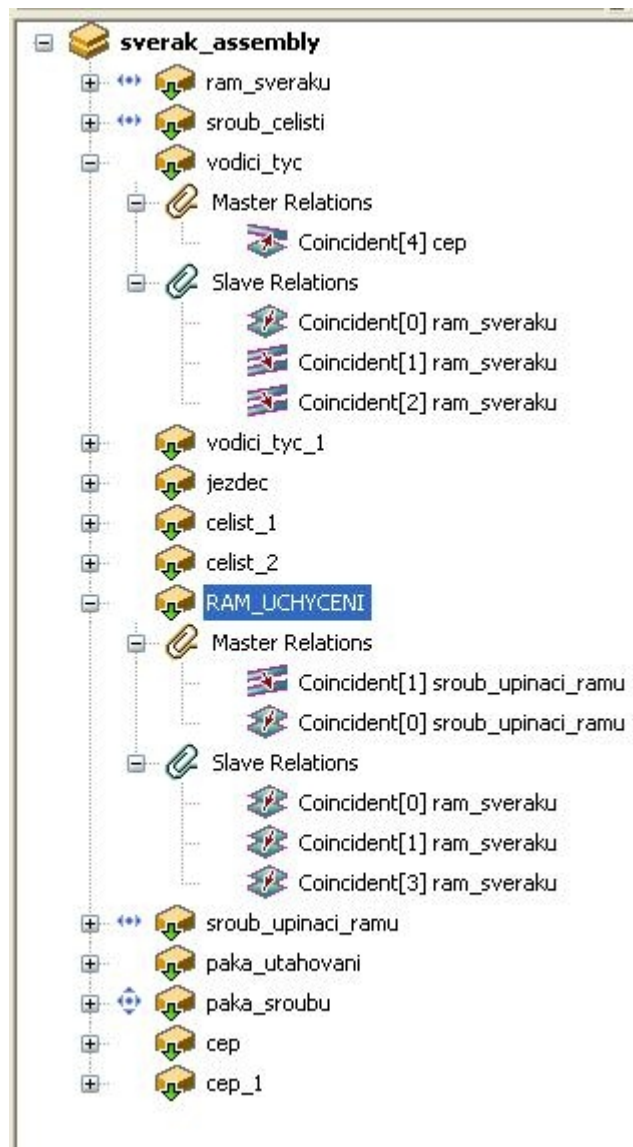 sverak_assembly
ram_sveraku
sroub_celisti
vodici_tyc
Master Relations
Coincident[4] cep
Slave Relations
Coincident[0] ram_sveraku
Coincident[1] ram_sveraku
Coincident[2] ram_sveraku
vodici_tyc_1
jezdec
celist_1
celist_2
RAM_UCHYCENI
Master Relations
Coincident[1] sroub_upinaci_ramu
Coincident[0] sroub_upinaci_ramu
Slave Relations
Coincident[0] ram_sveraku
Coincident[1] ram_sveraku
Coincident[3] ram_sveraku
sroub_upinaci_ramu
paka_utahovani
paka_sroubu
cep
cep_1